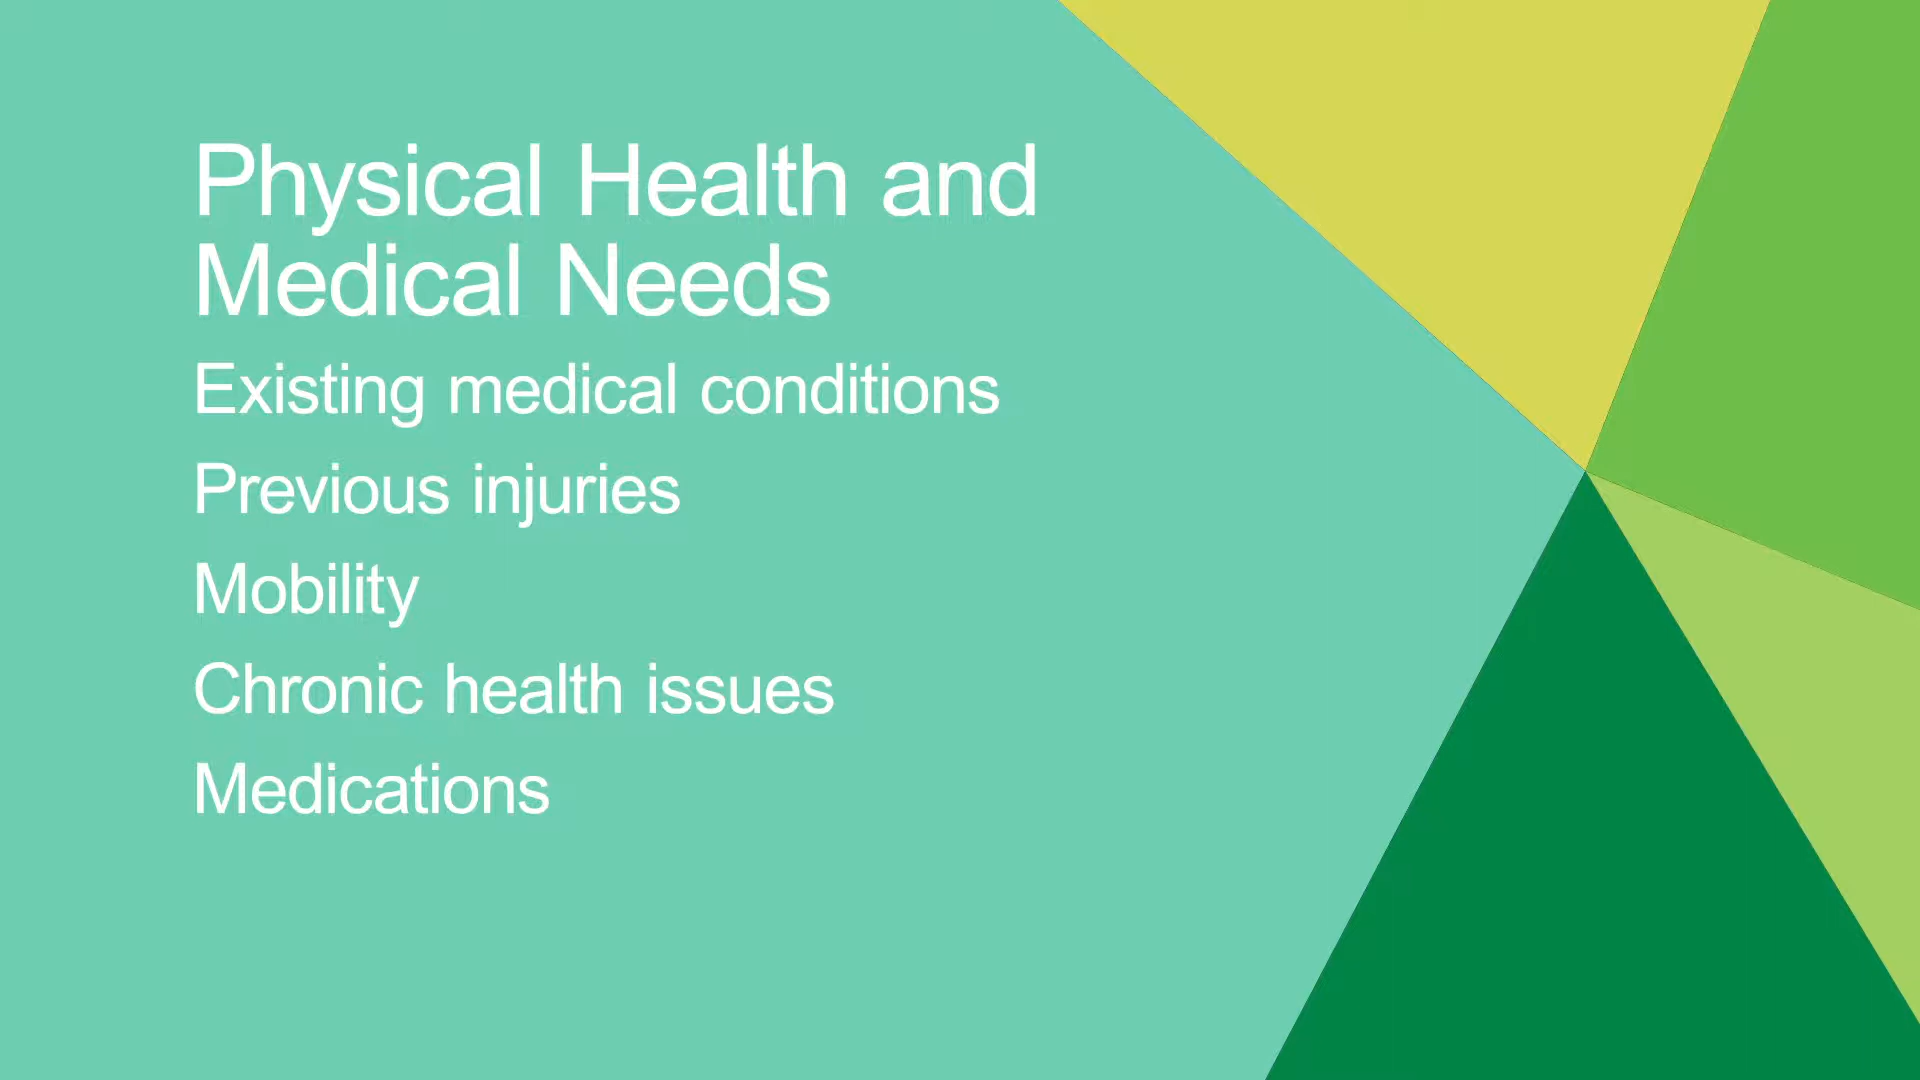 Physical Health and
Medical Needs
Existing medical conditions
Previous injuries
Mobility
Chronic health issues
Medications